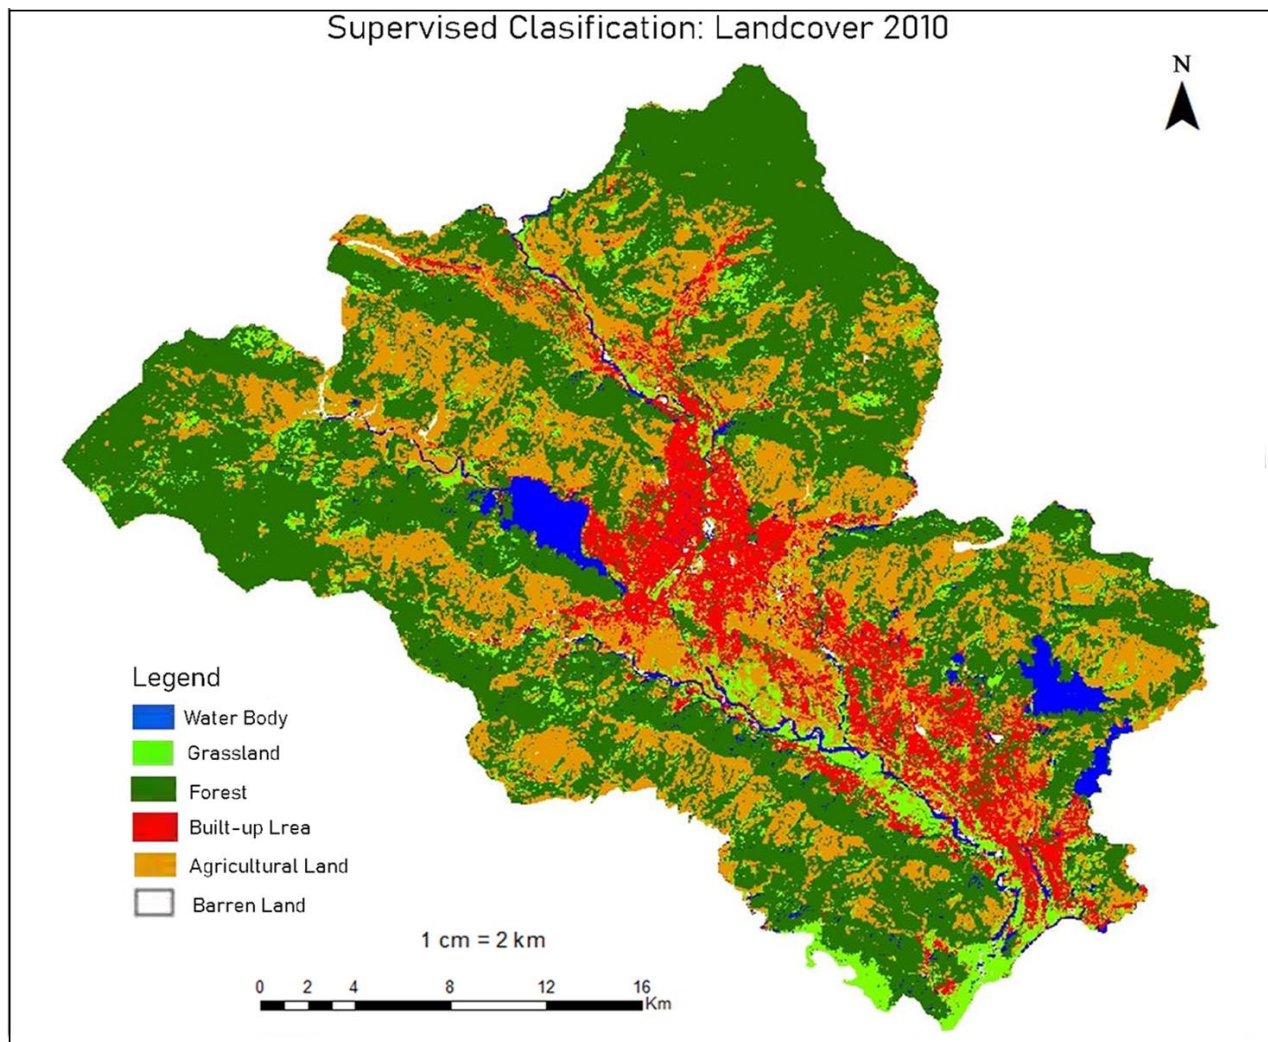 Supervised Clasification: Landcover 2010
N
Legend
Water Body
Grassland
Forest
Built-up Lrea
Agricultural Land
Barren Land
1 cm = 2 km
0 2 4 8 12 16
Km